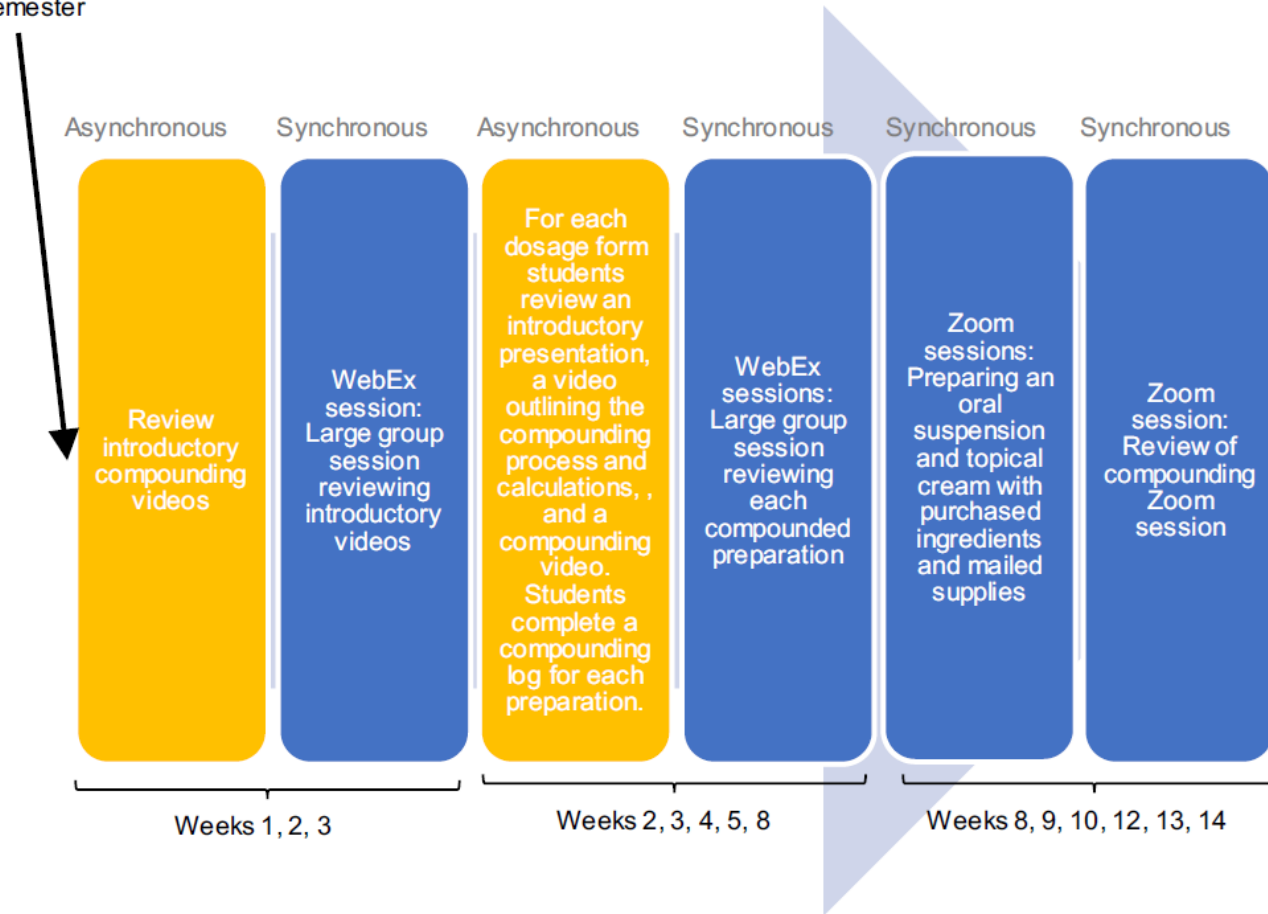 emester
Asynchronous
Synchronous
Asynchronous
Synchronous
Synchronous
Synchronous
Review
introductory
compounding
videos
WebEx
session:
Large group
session
reviewing
introductory
videos
For each
dosage form
students
review an
introductory
presentation,
a video
outlining the
compounding
process and
calculations, ,
and a
compounding
video.
Students
complete a
compounding
log for each
preparation.
WebEx
sessions:
Large group
session
reviewing
each
compounded
preparation
Zoom
sessions:
Preparing an
oral
suspension
and topical
cream with
purchased
ingredients
and mailed
supplies
Zoom
session:
Review of
compounding
Zoom
session
Weeks 1, 2, 3
Weeks 2, 3, 4, 5, 8
Weeks 8, 9, 10, 12, 13, 14